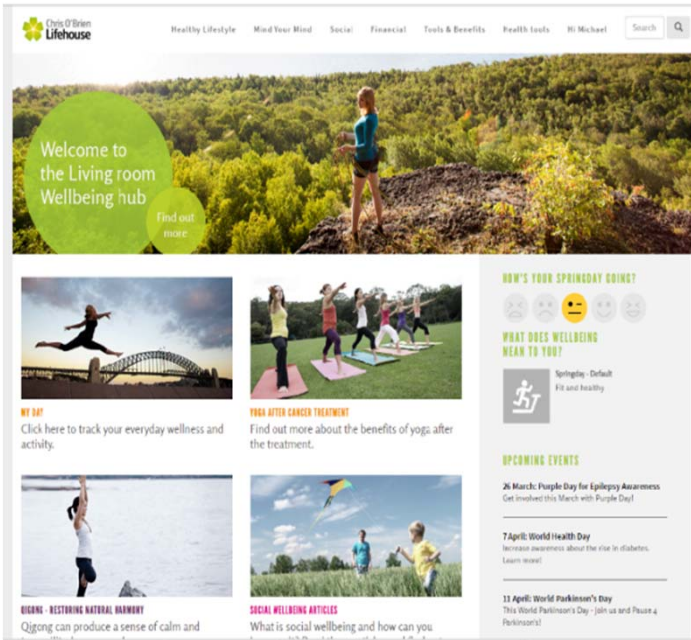 Chris O'Brien
Lifehouse
Healthy Lifestyle
Mind Your Mind
Social
Financial
Tools & Benefits
Health tools
Hi Michael
Search
Welcome to
the Living room
Wellbeing hub
Find out
more
MY DAY
Click here to track your everyday wellness and
activity.
YOGA AFTER CANCER TREATMENT
Find out more about the benefits of yoga after
the treatment.
QIGONG - RESTORING NATURAL HARMONY
Qigong can produce a sense of calm and
SOCIAL WELLBEING ARTICLES
What is social wellbeing and how can you
HOW'S YOUR SPRINGDAY GOING?
WHAT DOES WELLBEING
MEAN TO YOU?
Springday - Default
Fit and healthy
UPCOMING EVENTS
26 March: Purple Day for Epilepsy Awareness
Get involved this March with Purple Day!
7 April: World Health Day
Increase awareness about the rise in diabetes.
Learn more!
11 April: World Parkinson's Day
This World Parkinson's Day - Join us and Pause 4
Parkinson's!